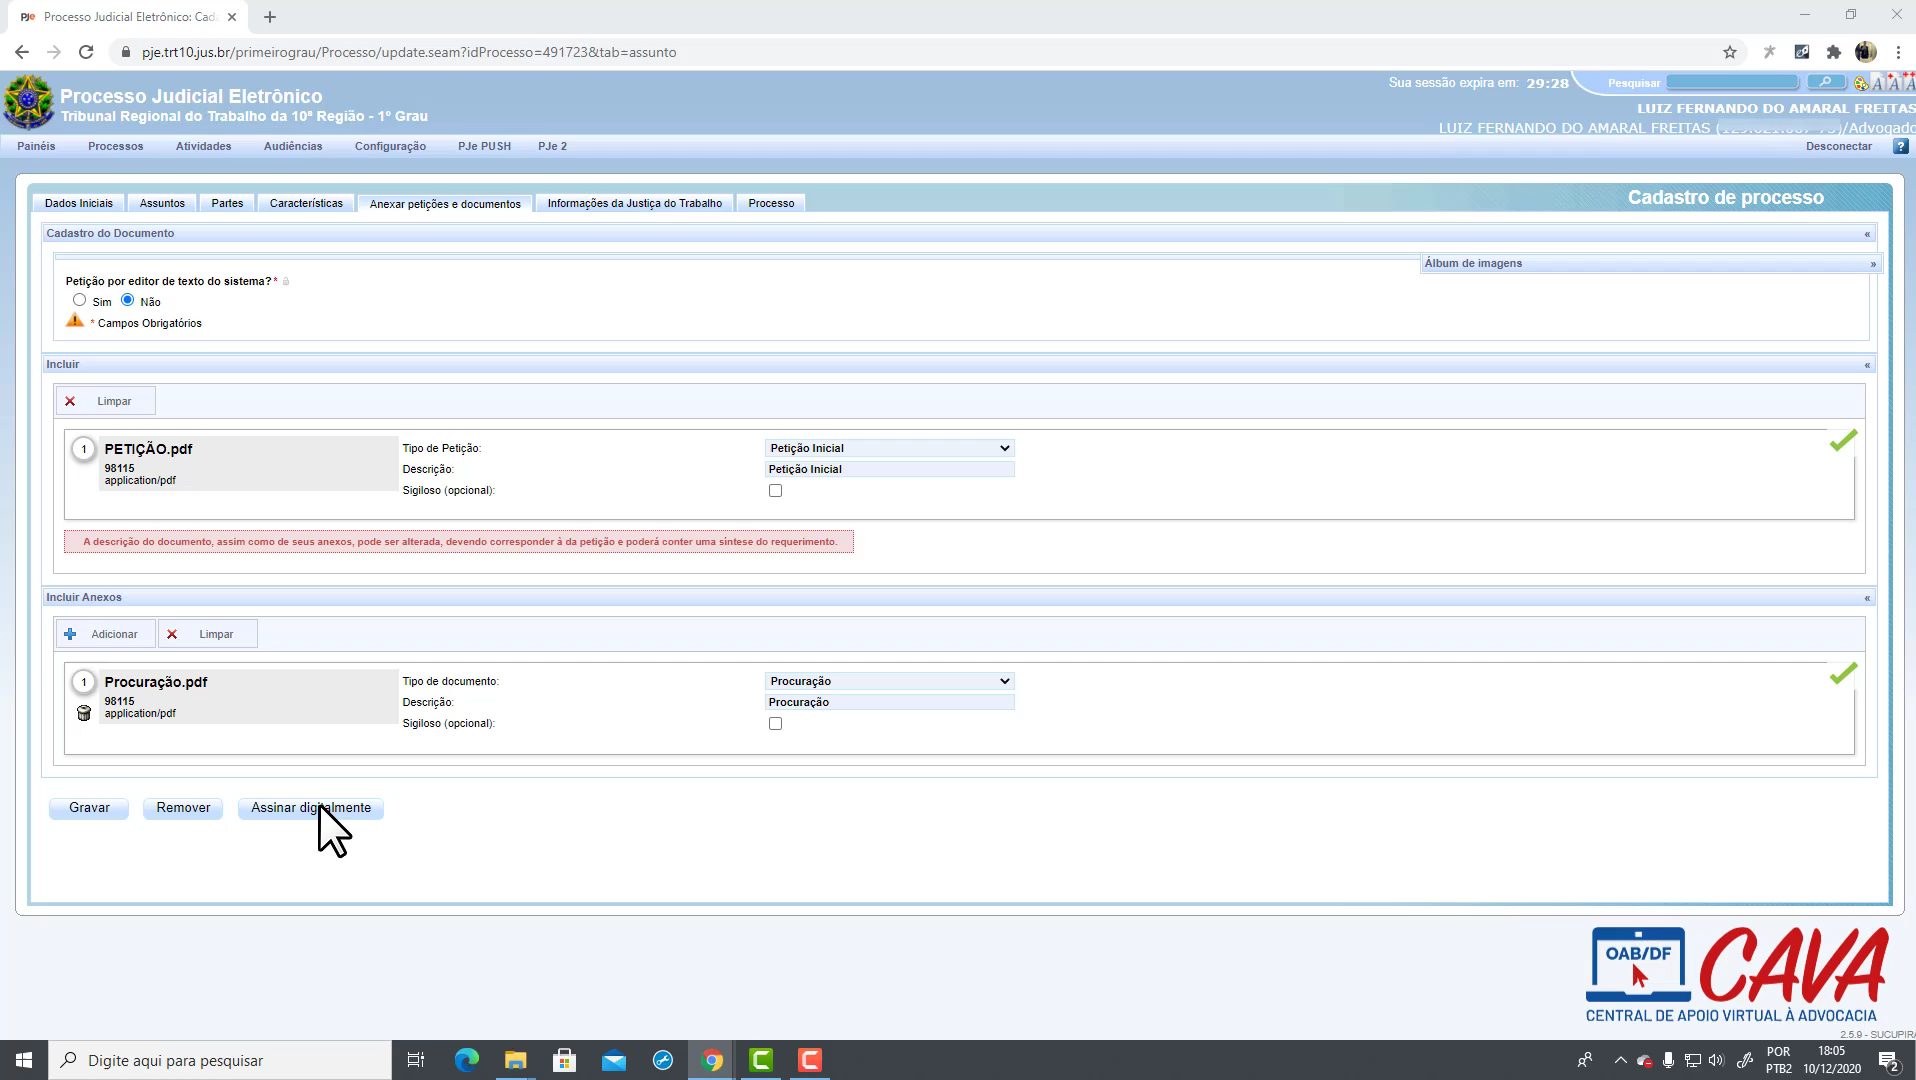 PJe Processo Judicial Eletrônico: Cad
pje.trt10.jus.br/primeirograu/Processo/update.seam?idProcesso=491723&tab=assunto
Processo Judicial Eletrônico
Tribunal Regional do Trabalho da 10ª Região - 1º Grau
Sua sessão expira em: 29:28
Pesquisar
LUIZ FERNANDO DO AMARAL FREITAS
LUIZ FERNANDO DO AMARAL FREITAS /Advogado
Painéis Processos Atividades Audiências Configuração PJe PUSH PJe 2 Desconectar ?
Dados Iniciais Assuntos Partes Características Anexar petições e documentos Informações da Justiça do Trabalho Processo
Cadastro de processo
Cadastro do Documento «
Álbum de imagens »
Petição por editor de texto do sistema?*
Sim Não
* Campos Obrigatórios
Incluir «
Limpar
1 PETIÇÃO.pdf
98115
application/pdf
Tipo de Petição: Petição Inicial
Descrição: Petição Inicial
Sigiloso (opcional):
A descrição do documento, assim como de seus anexos, pode ser alterada, devendo corresponder à da petição e poderá conter uma síntese do requerimento.
Incluir Anexos «
Adicionar Limpar
1 Procuração.pdf
98115
application/pdf
Tipo de documento: Procuração
Descrição: Procuração
Sigiloso (opcional):
Gravar Remover Assinar digitalmente
OAB/DF CAVA
CENTRAL DE APOIO VIRTUAL À ADVOCACIA
2.5.9 - SUCUPIRA
Digite aqui para pesquisar
POR
PTB2
18:05
10/12/2020
2